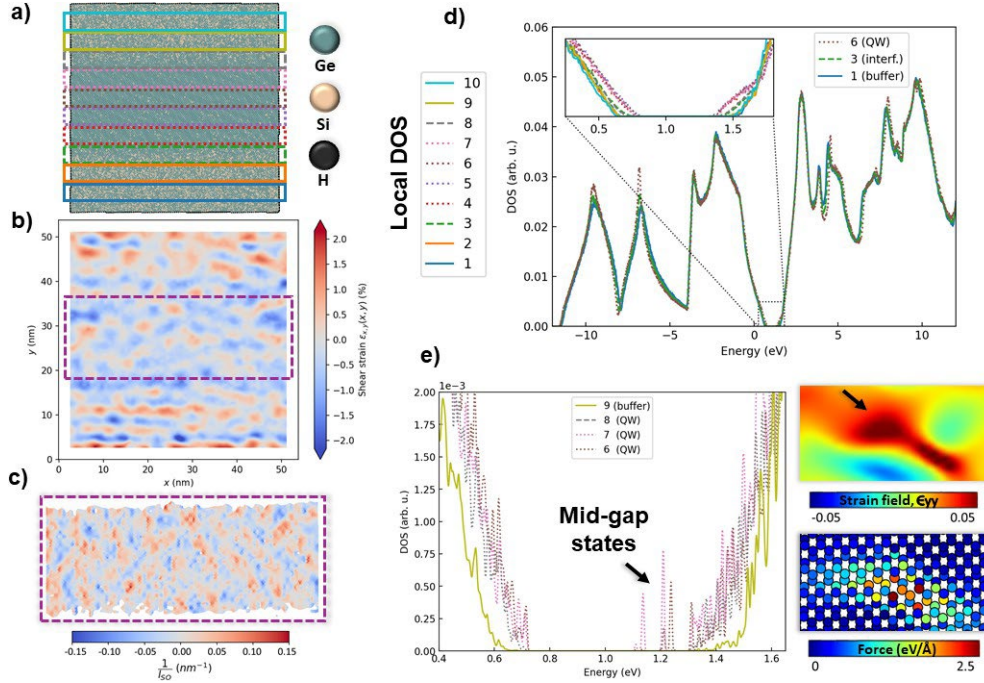 a)
Ge
Si
H
b)
y (nm)
50
40
30
20
10
0
0
10
20
30
40
50
x (nm)
2.0
1.5
1.0
0.5
0.0
-0.5
-1.0
-1.5
-2.0
Shear strain εx,y(x, y) (%)
c)
-0.15 -0.10 -0.05 0.00 0.05 0.10 0.15
1/lso (nm⁻¹)
Local DOS
10
9
8
7
6
5
4
3
2
1
d)
DOS (arb. u.)
0.06
0.05
0.04
0.03
0.02
0.01
0.00
0.5 1.0 1.5
6 (QW)
3 (interf.)
1 (buffer)
-10 -5 0 5 10
Energy (eV)
e)
1e-3
DOS (arb. u.)
2.00
1.75
1.50
1.25
1.00
0.75
0.50
0.25
0.00
9 (buffer)
8 (QW)
7 (QW)
6 (QW)
Mid-gap
states
0.4 0.6 0.8 1.0 1.2 1.4 1.6
Energy (eV)
Strain field, Єyy
-0.05 0.05
Force (eV/Å)
0 2.5